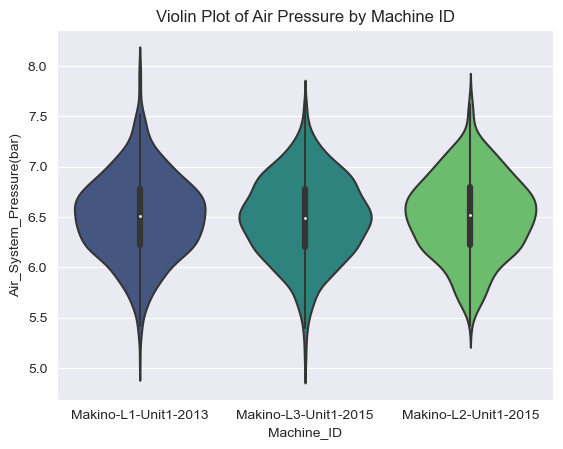 Violin Plot of Air Pressure by Machine ID
Air_System_Pressure(bar)
8.0
7.5
7.0
6.5
6.0
5.5
5.0
Makino-L1-Unit1-2013 Makino-L3-Unit1-2015 Makino-L2-Unit1-2015
Machine_ID